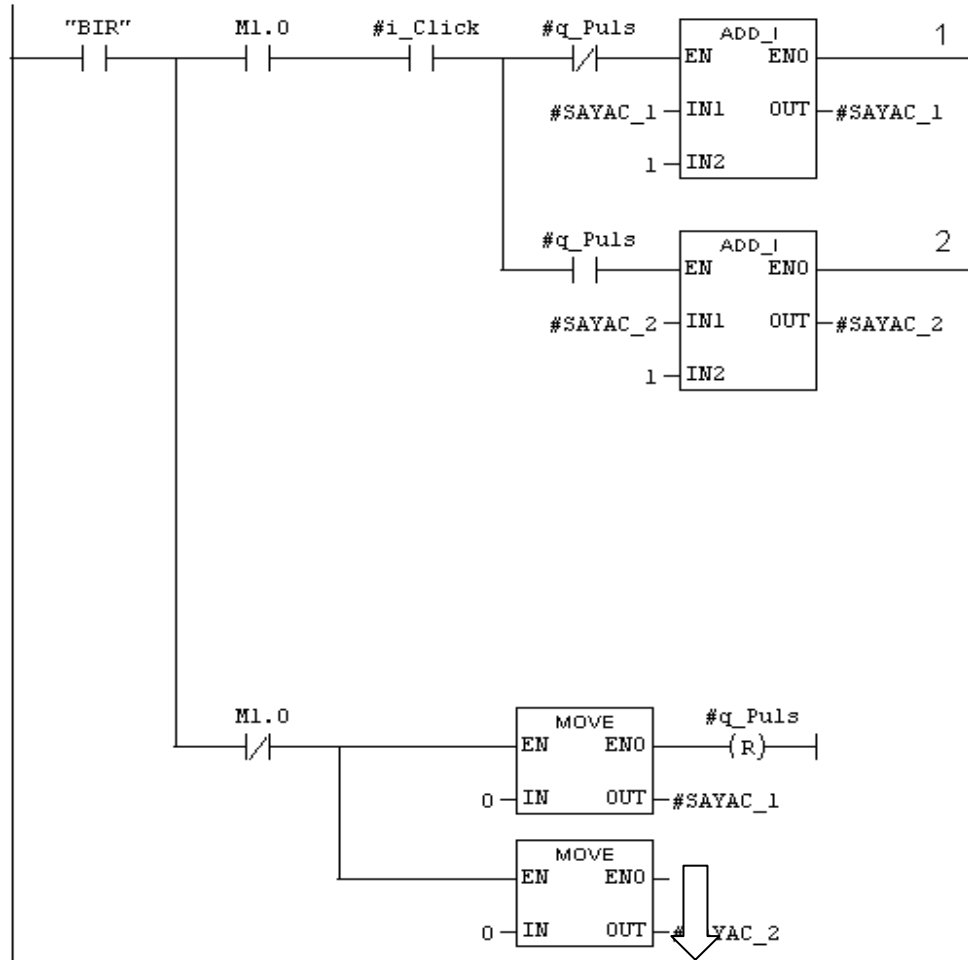 "BIR" M1.0 #i_Click #q_Puls ADD_I 1
EN ENO
#SAYAC_1 IN1 OUT #SAYAC_1
1 IN2
#q_Puls ADD_I 2
EN ENO
#SAYAC_2 IN1 OUT #SAYAC_2
1 IN2
M1.0 MOVE #q_Puls
EN ENO (R)
0 IN OUT #SAYAC_1
MOVE
EN ENO
0 IN OUT